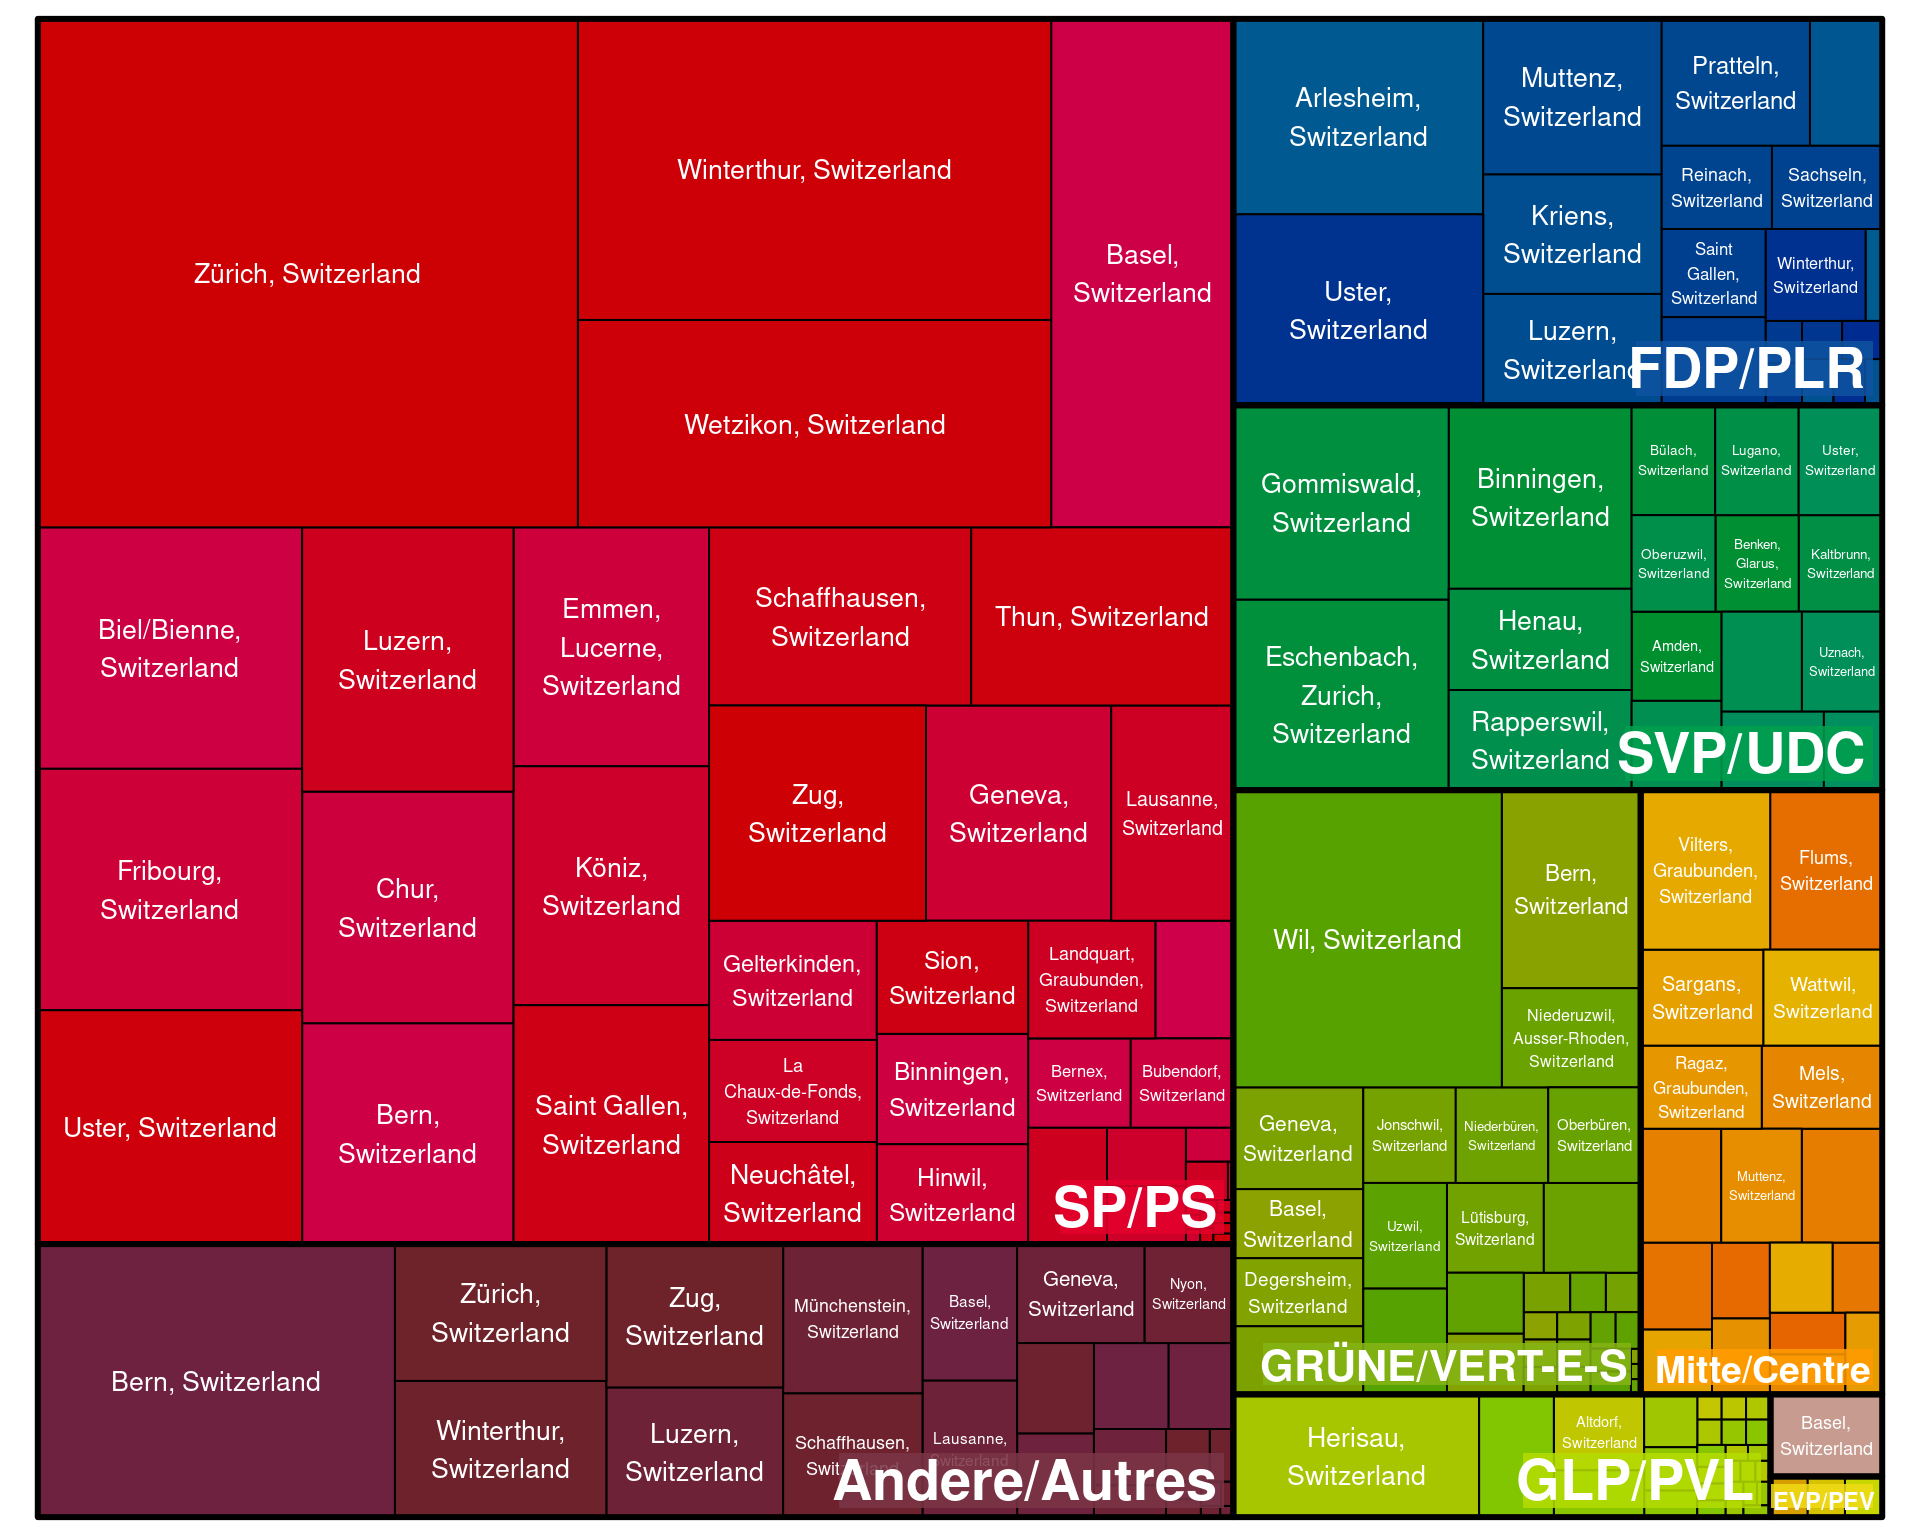 Zürich, Switzerland
Winterthur, Switzerland
Wetzikon, Switzerland
Basel,
Switzerland
Biel/Bienne,
Switzerland
Fribourg,
Switzerland
Uster, Switzerland
Luzern,
Switzerland
Chur,
Switzerland
Bern,
Switzerland
Emmen,
Lucerne,
Switzerland
Köniz,
Switzerland
Saint Gallen,
Switzerland
Schaffhausen,
Switzerland
Thun, Switzerland
Zug,
Switzerland
Geneva,
Switzerland
Lausanne,
Switzerland
Gelterkinden,
Switzerland
La
Chaux-de-Fonds,
Switzerland
Neuchâtel,
Switzerland
Sion,
Switzerland
Binningen,
Switzerland
Hinwil,
Switzerland
Landquart,
Graubunden,
Switzerland
Bernex,
Switzerland
Bubendorf,
Switzerland
SP/PS
Bern, Switzerland
Zürich,
Switzerland
Winterthur,
Switzerland
Zug,
Switzerland
Luzern,
Switzerland
Münchenstein,
Switzerland
Schaffhausen,
Switzerland
Basel,
Switzerland
Lausanne,
Switzerland
Geneva,
Switzerland
Nyon,
Switzerland
Andere/Autres
Arlesheim,
Switzerland
Uster,
Switzerland
Muttenz,
Switzerland
Kriens,
Switzerland
Luzern,
Switzerland
Pratteln,
Switzerland
Reinach,
Switzerland
Sachseln,
Switzerland
Saint
Gallen,
Switzerland
Winterthur,
Switzerland
FDP/PLR
Gommiswald,
Switzerland
Eschenbach,
Zurich,
Switzerland
Binningen,
Switzerland
Henau,
Switzerland
Rapperswil,
Switzerland
Bülach,
Switzerland
Lugano,
Switzerland
Uster,
Switzerland
Oberuzwil,
Switzerland
Benken,
Glarus,
Switzerland
Kaltbrunn,
Switzerland
Amden,
Switzerland
Uznach,
Switzerland
SVP/UDC
Wil, Switzerland
Bern,
Switzerland
Niederuzwil,
Ausser-Rhoden,
Switzerland
Geneva,
Switzerland
Basel,
Switzerland
Degersheim,
Switzerland
Jonschwil,
Switzerland
Niederbüren,
Switzerland
Oberbüren,
Switzerland
Uzwil,
Switzerland
Lütisburg,
Switzerland
GRÜNE/VERT-E-S
Vilters,
Graubunden,
Switzerland
Flums,
Switzerland
Sargans,
Switzerland
Wattwil,
Switzerland
Ragaz,
Graubunden,
Switzerland
Mels,
Switzerland
Muttenz,
Switzerland
Mitte/Centre
Herisau,
Switzerland
Altdorf,
Switzerland
GLP/PVL
Basel,
Switzerland
EVP/PEV